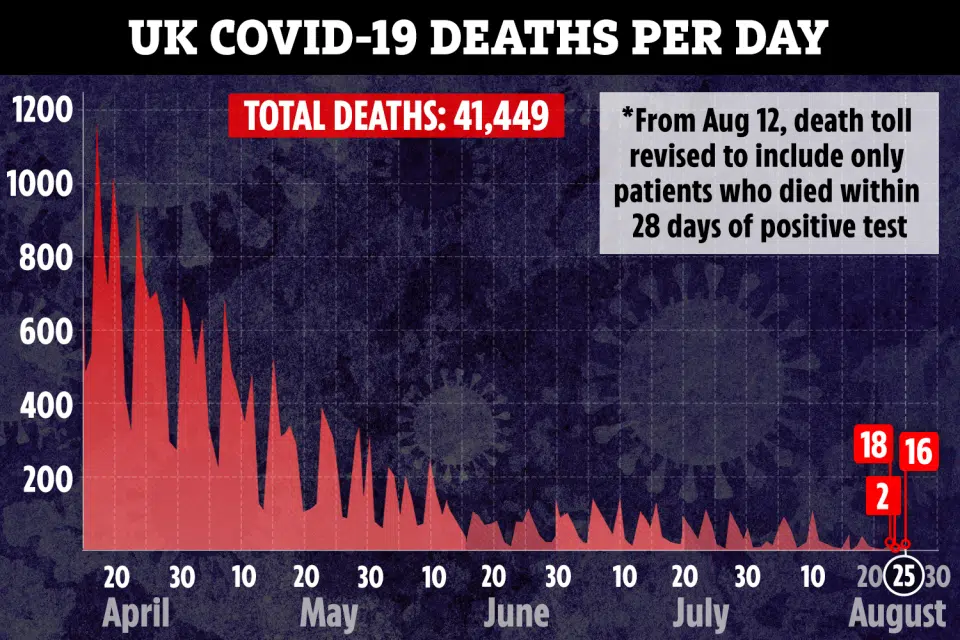 UK COVID-19 DEATHS PER DAY
TOTAL DEATHS: 41,449
*From Aug 12, death toll
revised to include only
patients who died within
28 days of positive test
1200
1000
800
600
400
200
18
16
2
20 30 10 20 30 10 20 30 10 20 30 10 20 25 30
April May June July August